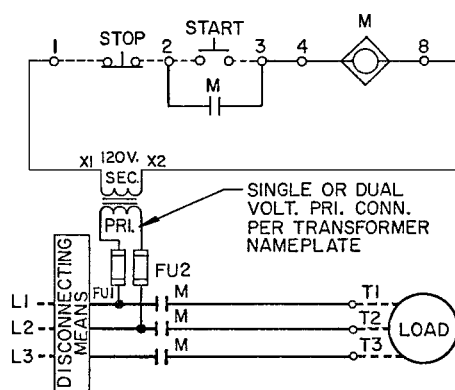 1 STOP 2 START 3 4 M 8
M
X1 120V. X2
SEC.
PRI.
SINGLE OR DUAL
VOLT. PRI. CONN.
PER TRANSFORMER
NAMEPLATE
DISCONNECTING
MEANS
FU1
FU2
L1 M T1
L2 M T2
L3 M T3
LOAD